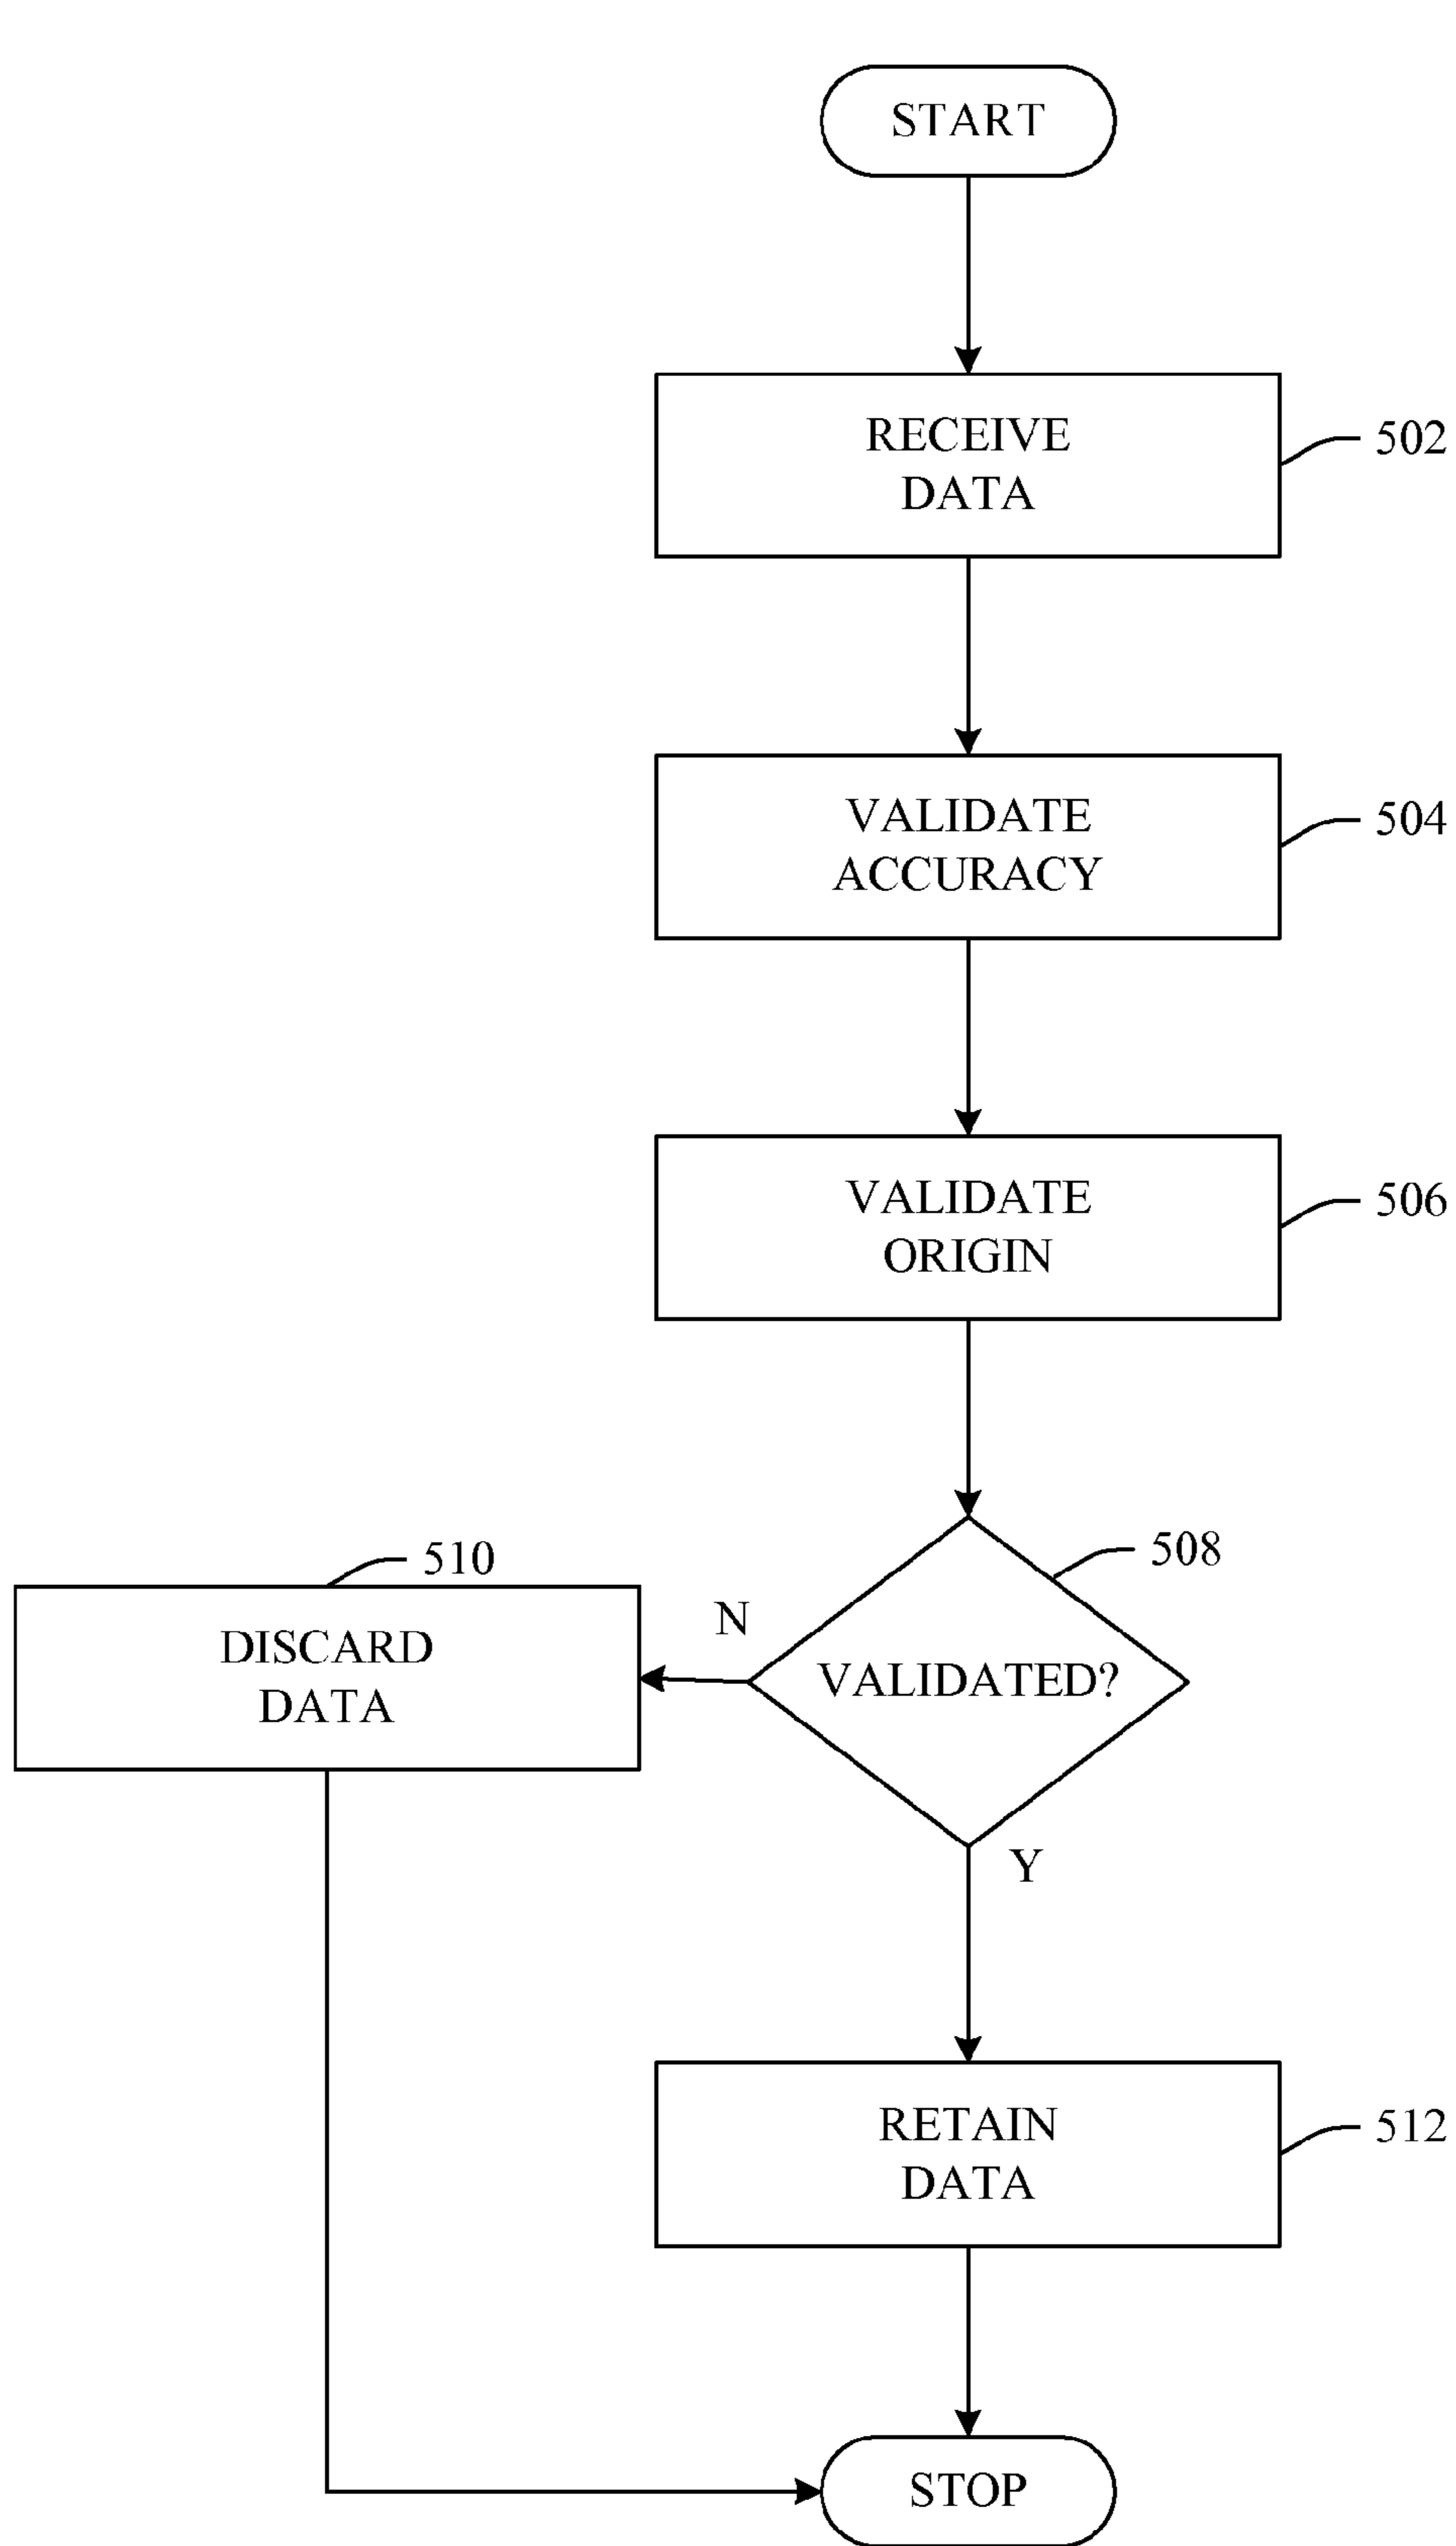 START
RECEIVE
DATA
502
VALIDATE
ACCURACY
504
VALIDATE
ORIGIN
506
508
VALIDATED?
N
510
DISCARD
DATA
Y
RETAIN
DATA
512
STOP